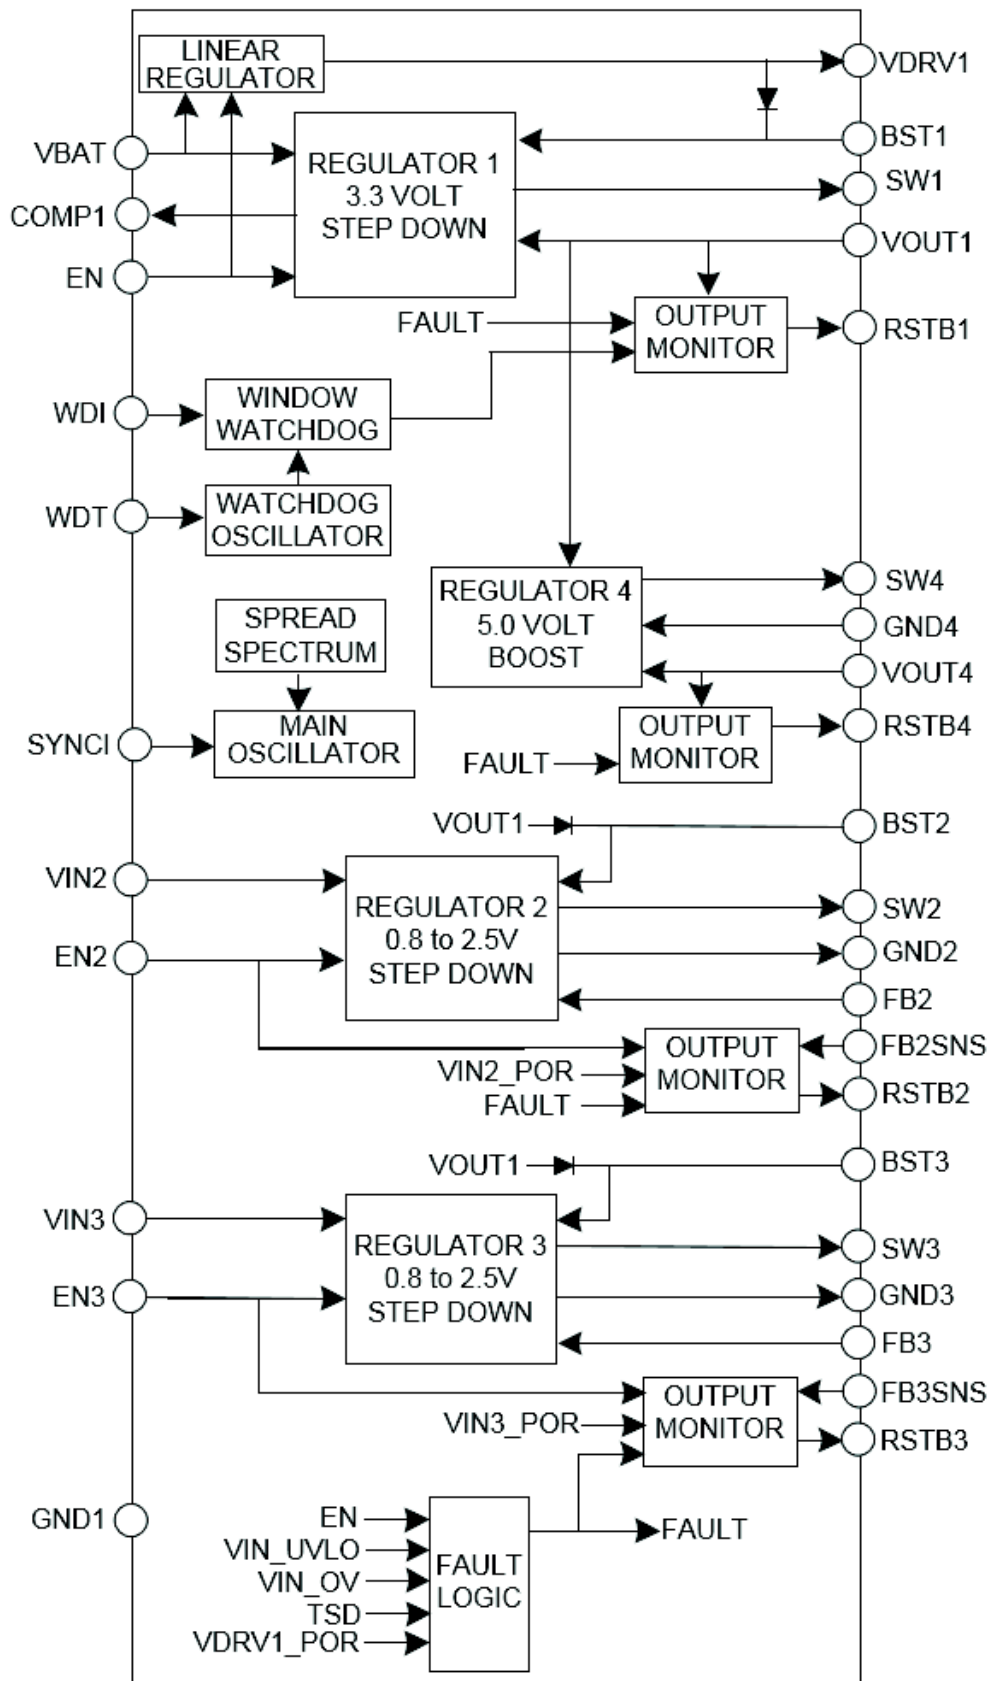 LINEAR
REGULATOR
VDRV1
VBAT
BST1
REGULATOR 1
3.3 VOLT
STEP DOWN
SW1
COMP1
VOUT1
EN
FAULT
OUTPUT
MONITOR
RSTB1
WDI
WINDOW
WATCHDOG
WDT
WATCHDOG
OSCILLATOR
REGULATOR 4
5.0 VOLT
BOOST
SW4
GND4
VOUT4
SPREAD
SPECTRUM
SYNCI
MAIN
OSCILLATOR
OUTPUT
MONITOR
RSTB4
FAULT
VOUT1
BST2
VIN2
REGULATOR 2
0.8 to 2.5V
STEP DOWN
SW2
EN2
GND2
FB2
OUTPUT
MONITOR
FB2SNS
VIN2_POR
RSTB2
FAULT
VOUT1
BST3
VIN3
REGULATOR 3
0.8 to 2.5V
STEP DOWN
SW3
EN3
GND3
FB3
OUTPUT
MONITOR
FB3SNS
VIN3_POR
RSTB3
GND1
EN
VIN_UVLO
VIN_OV
TSD
VDRV1_POR
FAULT
LOGIC
FAULT